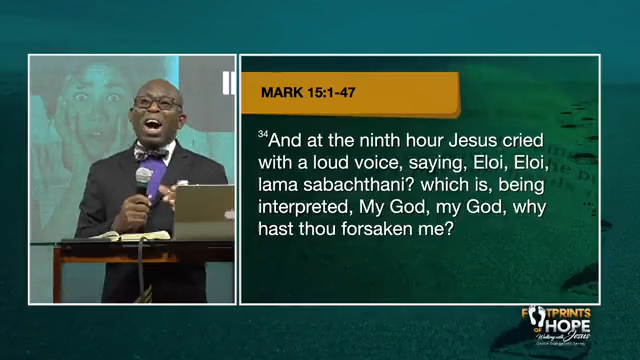 MARK 15:1-47
34And at the ninth hour Jesus cried
with a loud voice, saying, Eloi, Eloi,
lama sabachthani? which is, being
interpreted, My God, my God, why
hast thou forsaken me?
FOOTPRINTS
OF HOPE
Walking with Jesus